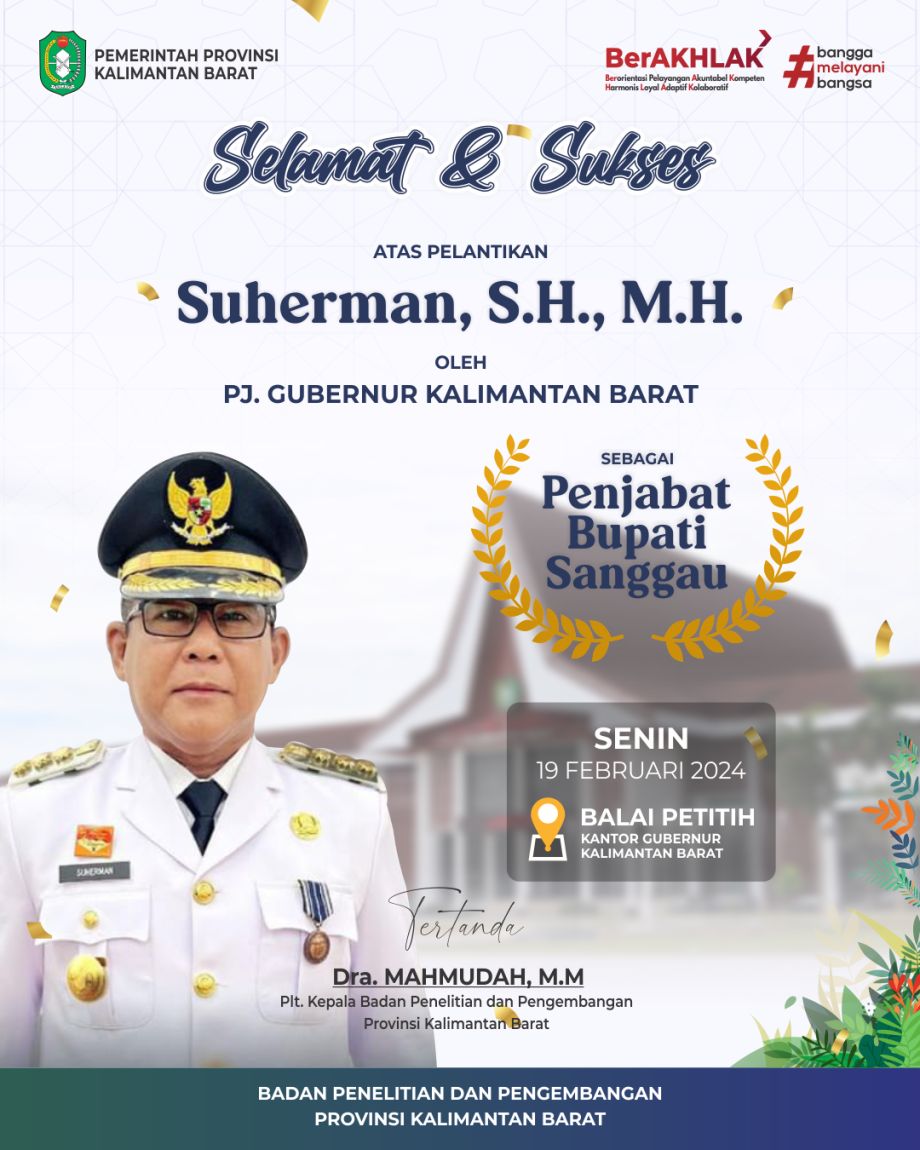 PEMERINTAH PROVINSI
KALIMANTAN BARAT
BerAKHLAK
Berorientasi Pelayangan Akuntabel Kompeten
Harmonis Loyal Adaptif Kolaboratif
#bangga
melayani
bangsa
Selamat & Sukses
ATAS PELANTIKAN
Suherman, S.H., M.H.
OLEH
PJ. GUBERNUR KALIMANTAN BARAT
SEBAGAI
Penjabat
Bupati
Sanggau
SENIN
19 FEBRUARI 2024
BALAI PETITIH
KANTOR GUBERNUR
KALIMANTAN BARAT
SUHERMAN
Tertanda
Dra. MAHMUDAH, M.M
Plt. Kepala Badan Penelitian dan Pengembangan
Provinsi Kalimantan Barat
BADAN PENELITIAN DAN PENGEMBANGAN
PROVINSI KALIMANTAN BARAT